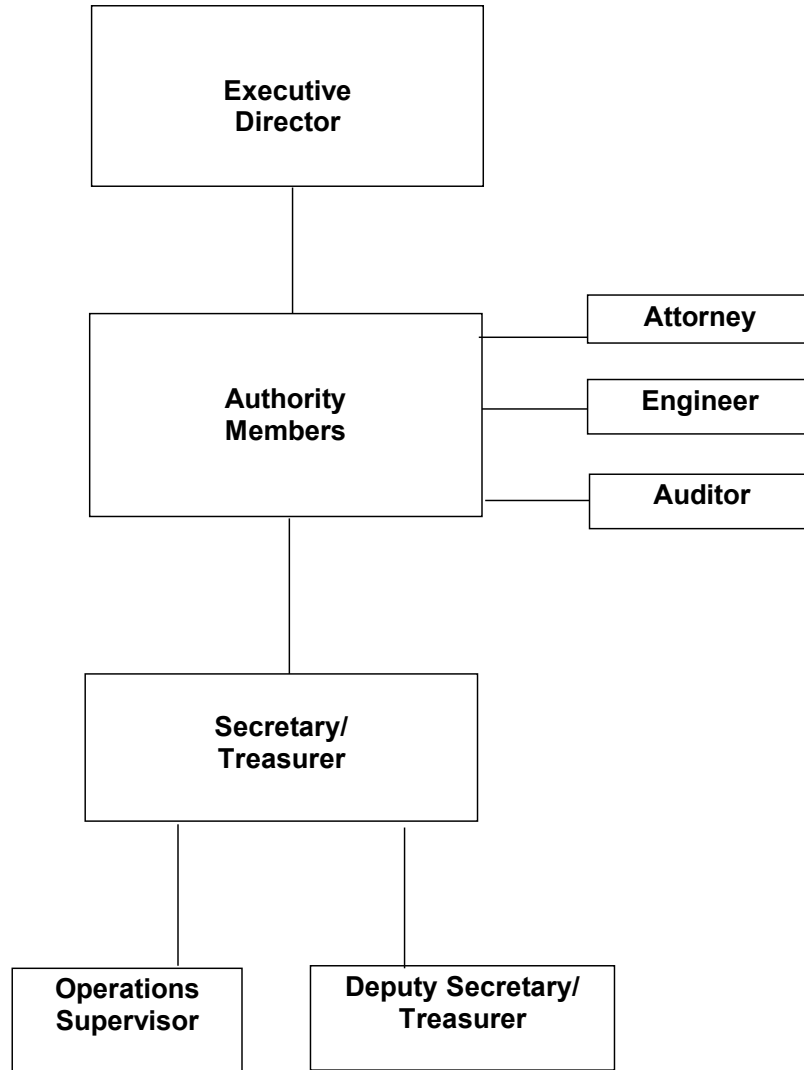 Executive
Director
Attorney
Authority
Members
Engineer
Auditor
Secretary/
Treasurer
Operations
Supervisor
Deputy Secretary/
Treasurer